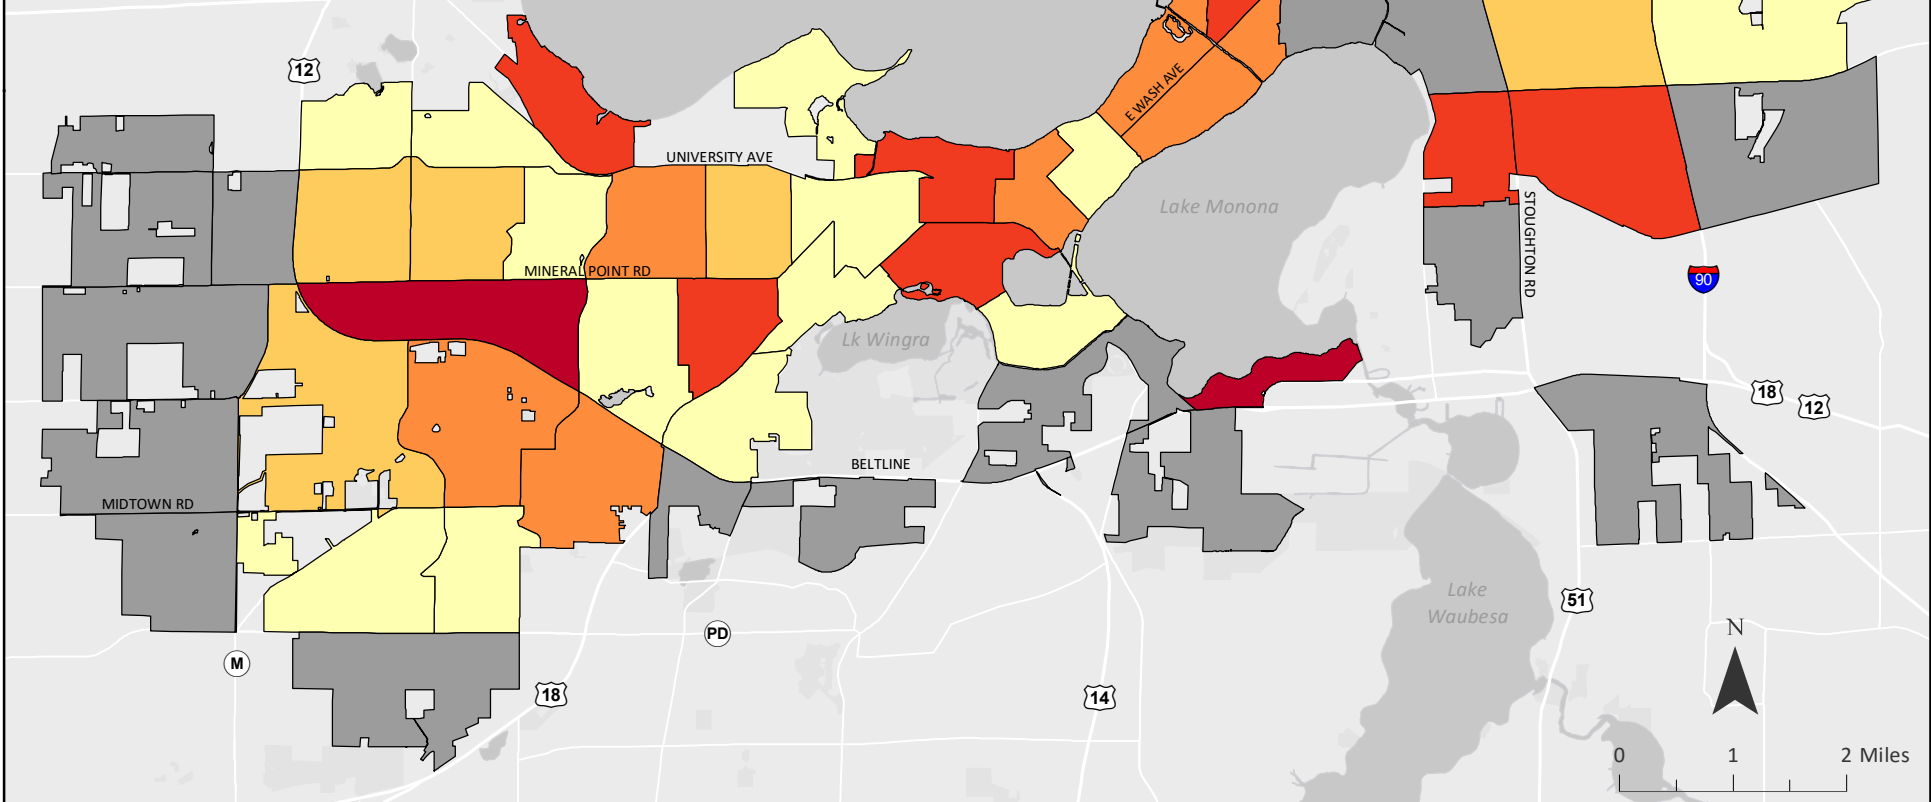 12
E WASH AVE
UNIVERSITY AVE
Lake Monona
STOUGHTON RD
MINERAL POINT RD
90
Lk Wingra
18
12
BELTLINE
MIDTOWN RD
51
Lake
Waubesa
PD
N
M
18
14
0 1 2 Miles